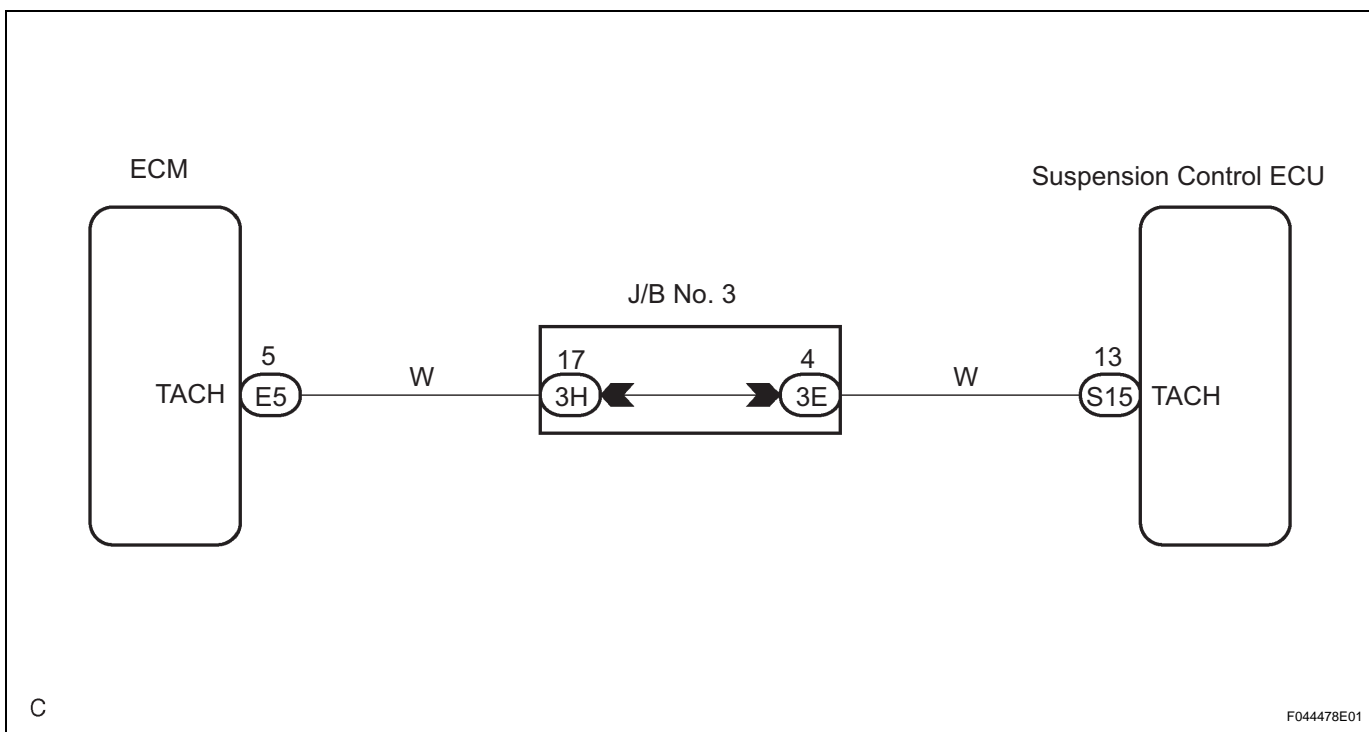 ECM
Suspension Control ECU
J/B No. 3
5
17
4
13
W
W
TACH
E5
3H
3E
S15
TACH
C
F044478E01